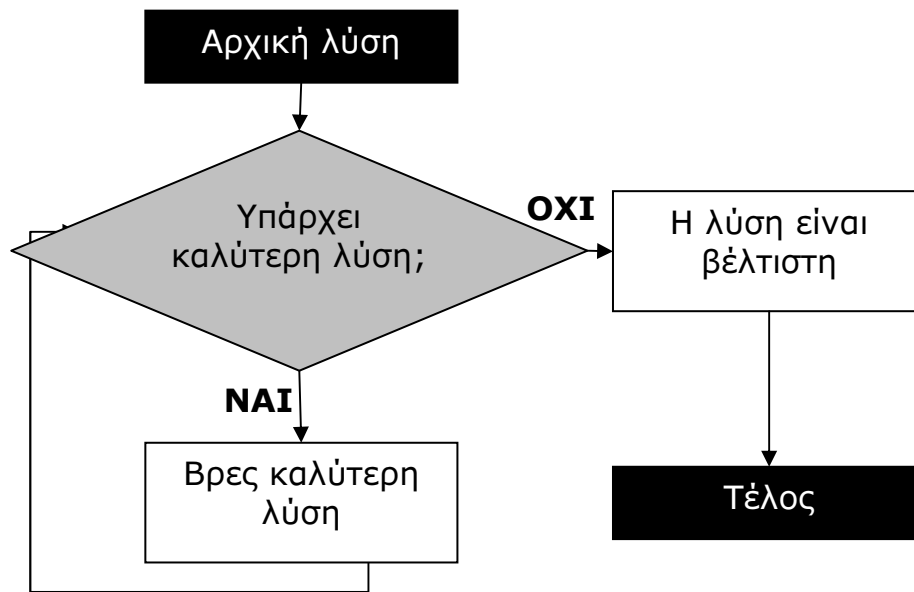 Αρχική λύση
Υπάρχει
καλύτερη λύση;
ΟΧΙ
Η λύση είναι
βέλτιστη
ΝΑΙ
Βρες καλύτερη
λύση
Τέλος